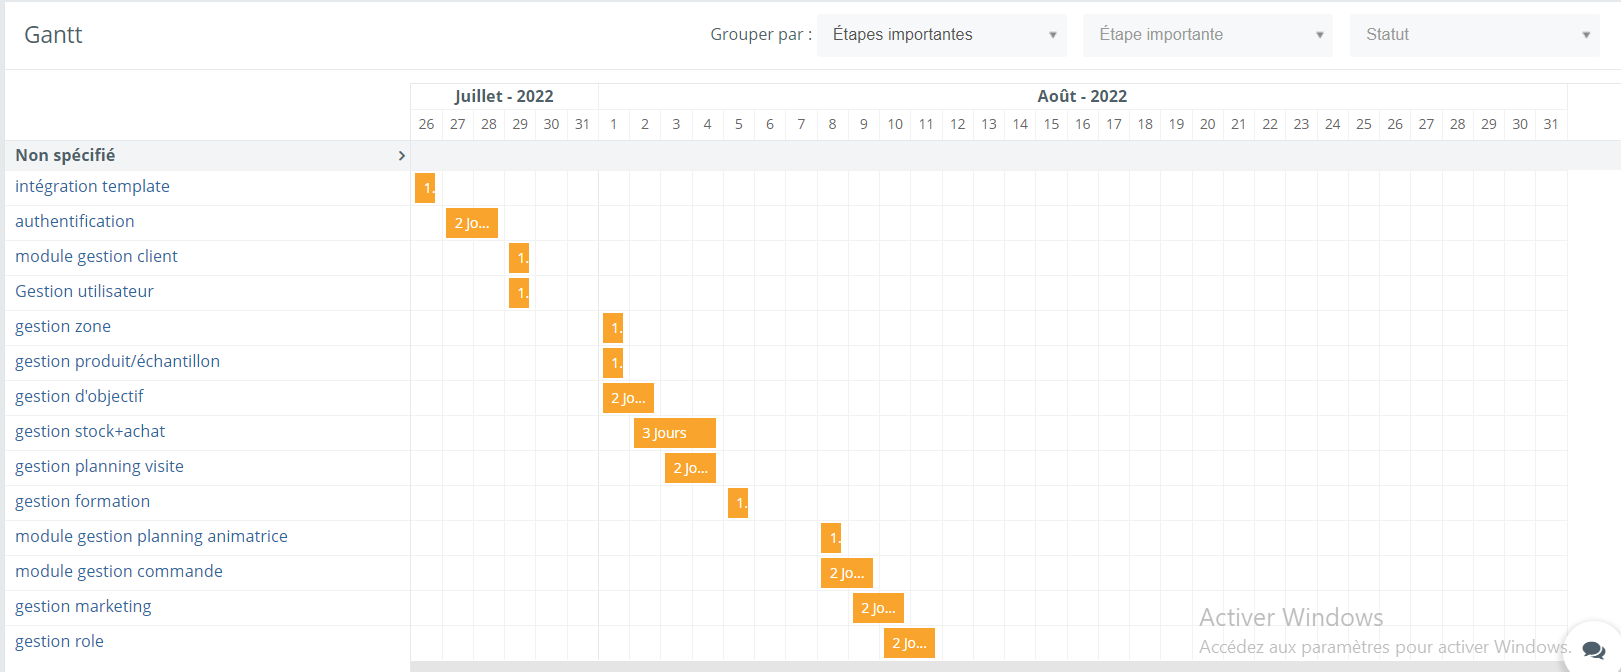 Gantt Grouper par : Étapes importantes Étape importante Statut
Juillet - 2022 Août - 2022
26 27 28 29 30 31 1 2 3 4 5 6 7 8 9 10 11 12 13 14 15 16 17 18 19 20 21 22 23 24 25 26 27 28 29 30 31
Non spécifié
intégration template 1.
authentification 2 Jo...
module gestion client 1.
Gestion utilisateur 1.
gestion zone 1.
gestion produit/échantillon 1.
gestion d'objectif 2 Jo...
gestion stock+achat 3 Jours
gestion planning visite 2 Jo...
gestion formation 1.
module gestion planning animatrice 1.
module gestion commande 2 Jo...
gestion marketing 2 Jo...
gestion role 2 Jo...
Activer Windows
Accédez aux paramètres pour activer Windows.